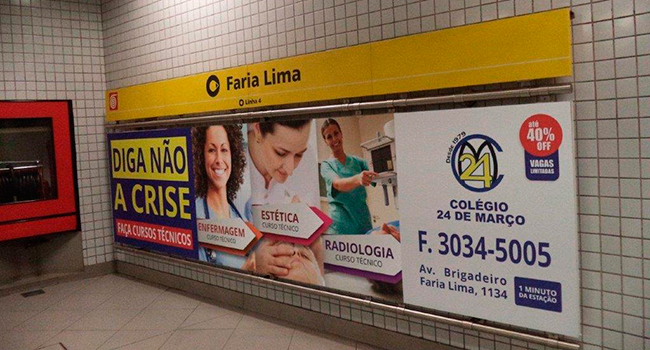 Faria Lima
Linha 4
DIGA NÃO
A CRISE
FAÇA CURSOS TÉCNICOS
ENFERMAGEM
CURSO TÉCNICO
ESTÉTICA
CURSO TÉCNICO
RADIOLOGIA
CURSO TÉCNICO
Desde 1979
24
COLÉGIO
24 DE MARÇO
até
40%
OFF
VAGAS
LIMITADAS
F. 3034-5005
Av. Brigadeiro
Faria Lima, 1134
1 MINUTO
DA ESTAÇÃO